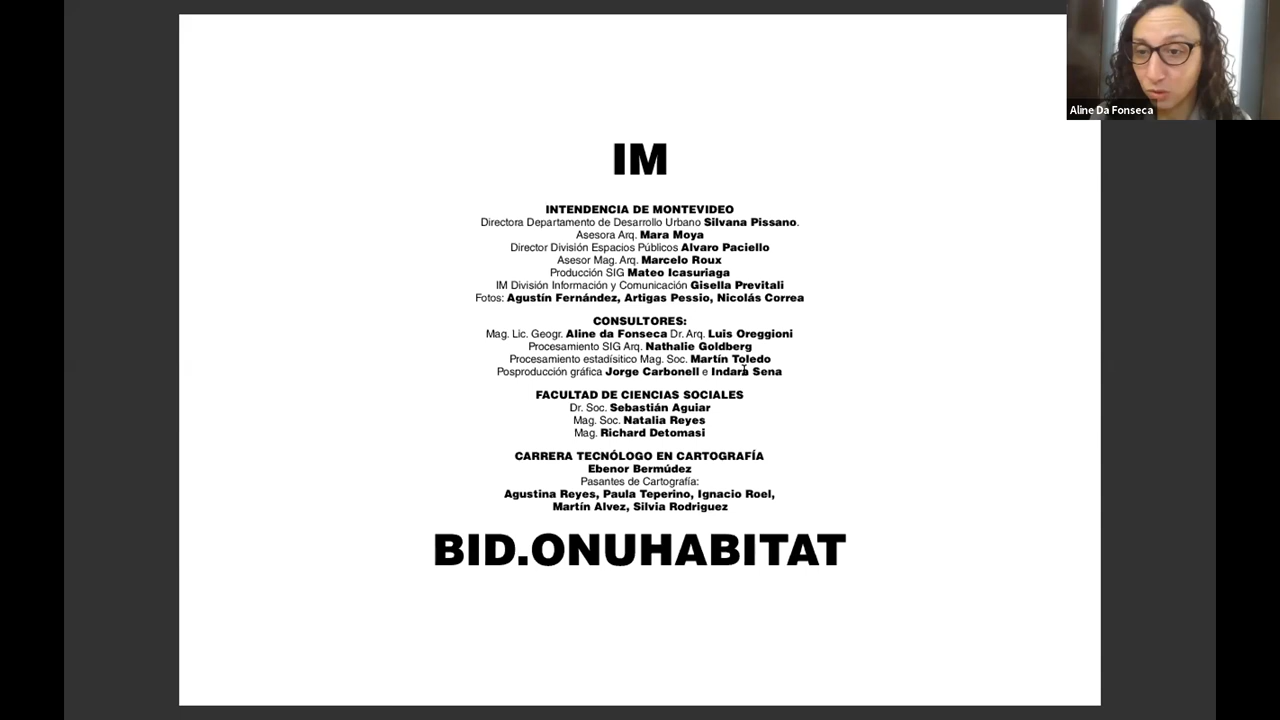 Aline Da Fonseca
IM
INTENDENCIA DE MONTEVIDEO
Directora Departamento de Desarrollo Urbano Silvana Pissano.
Asesora Arq. Mara Moya
Director División Espacios Públicos Alvaro Paciello
Asesor Mag. Arq. Marcelo Roux
Producción SIG Mateo Icasuriaga
IM División Información y Comunicación Gisella Previtali
Fotos: Agustín Fernández, Artigas Pessio, Nicolás Correa
CONSULTORES:
Mag. Lic. Geogr. Aline da Fonseca Dr. Arq. Luis Oreggioni
Procesamiento SIG Arq. Nathalie Goldberg
Procesamiento estadísitico Mag. Soc. Martín Toledo
Posproducción gráfica Jorge Carbonell e Indara Sena
FACULTAD DE CIENCIAS SOCIALES
Dr. Soc. Sebastián Aguiar
Mag. Soc. Natalia Reyes
Mag. Richard Detomasi
CARRERA TECNÓLOGO EN CARTOGRAFÍA
Ebenor Bermúdez
Pasantes de Cartografía:
Agustina Reyes, Paula Teperino, Ignacio Roel,
Martín Alvez, Silvia Rodriguez
BID.ONUHABITAT